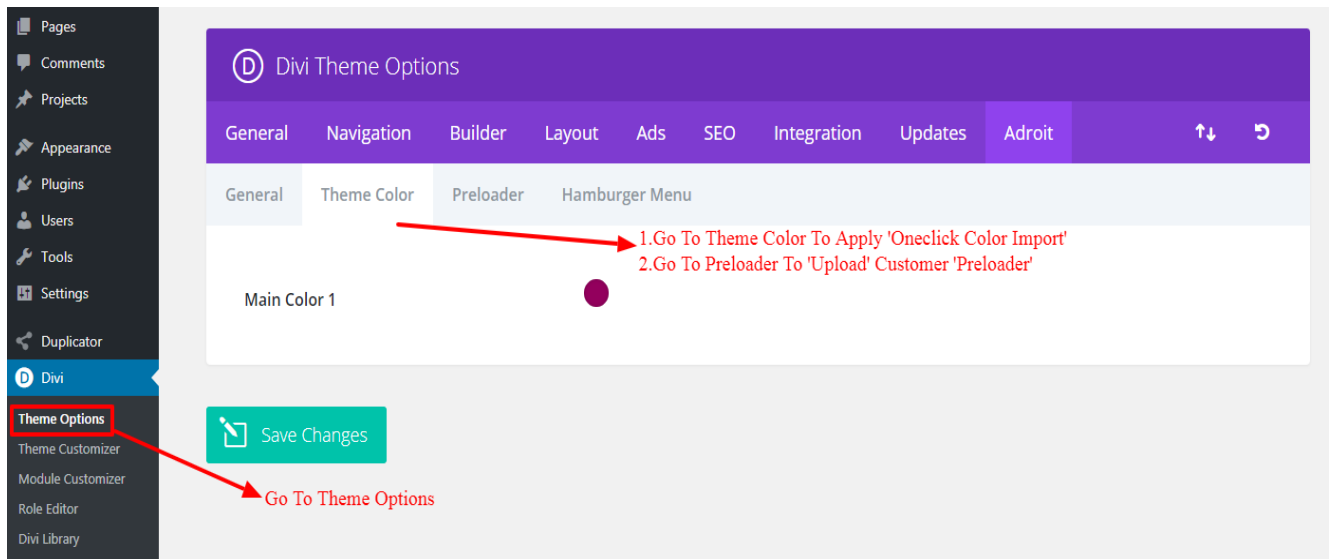 Pages
Comments
Projects
Appearance
Plugins
Users
Tools
Settings
Duplicator
D Divi
Theme Options
Theme Customizer
Module Customizer
Role Editor
Divi Library
D Divi Theme Options
General Navigation Builder Layout Ads SEO Integration Updates Adroit
General Theme Color Preloader Hamburger Menu
1.Go To Theme Color To Apply 'Oneclick Color Import'
2.Go To Preloader To 'Upload' Customer 'Preloader'
Main Color 1
Save Changes
Go To Theme Options